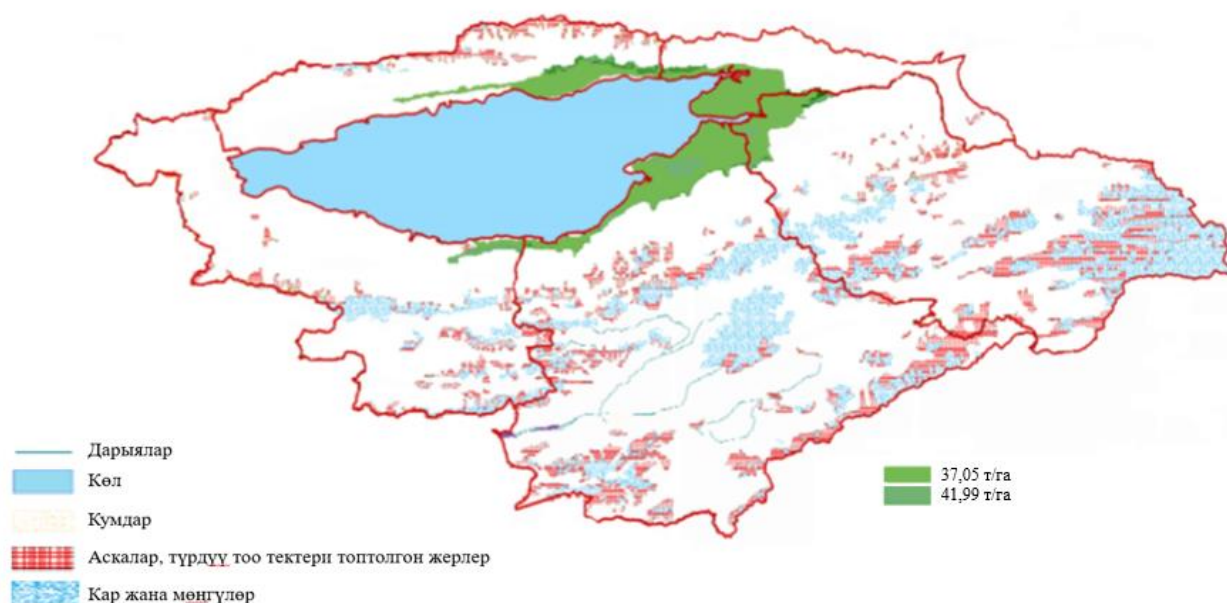 Дарыялар
Көл
Кумдар
Аскалар, түрдүү тоо тектери топтолгон жерлер
Кар жана мөңгүлөр
37,05 т/га
41,99 т/га